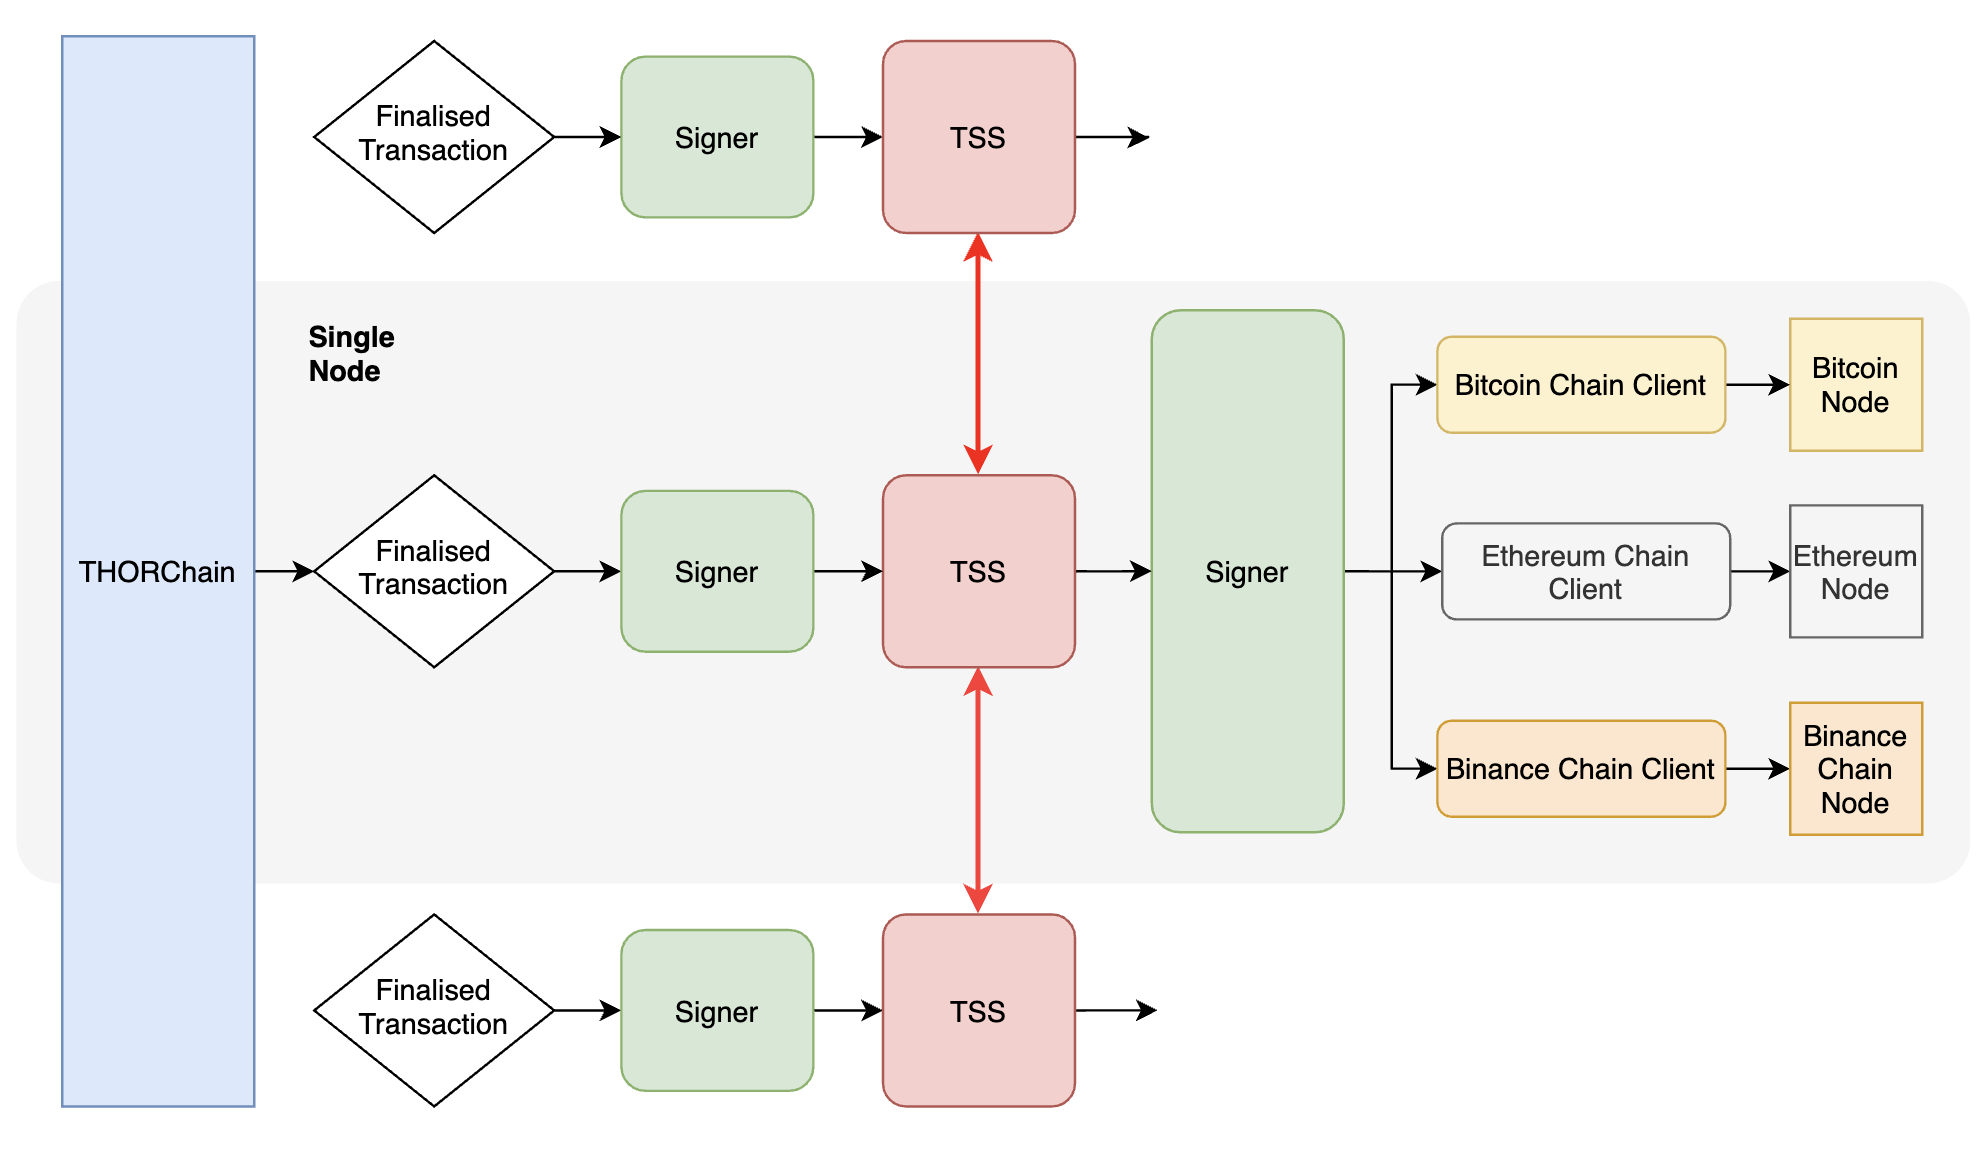 Finalised
Transaction
Signer
TSS
Single
Node
THORChain
Finalised
Transaction
Signer
TSS
Signer
Bitcoin Chain Client
Bitcoin
Node
Ethereum Chain
Client
Ethereum
Node
Binance Chain Client
Binance
Chain
Node
Finalised
Transaction
Signer
TSS